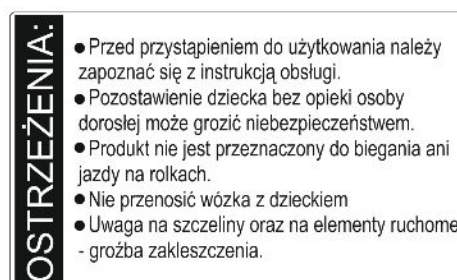 OSTRZEŻENIA:
● Przed przystąpieniem do użytkowania należy
zapoznać się z instrukcją obsługi.
● Pozostawienie dziecka bez opieki osoby
dorosłej może grozić niebezpieczeństwem.
● Produkt nie jest przeznaczony do biegania ani
jazdy na rolkach.
● Nie przenosić wózka z dzieckiem
● Uwaga na szczeliny oraz na elementy ruchome
- groźba zakleszczenia.